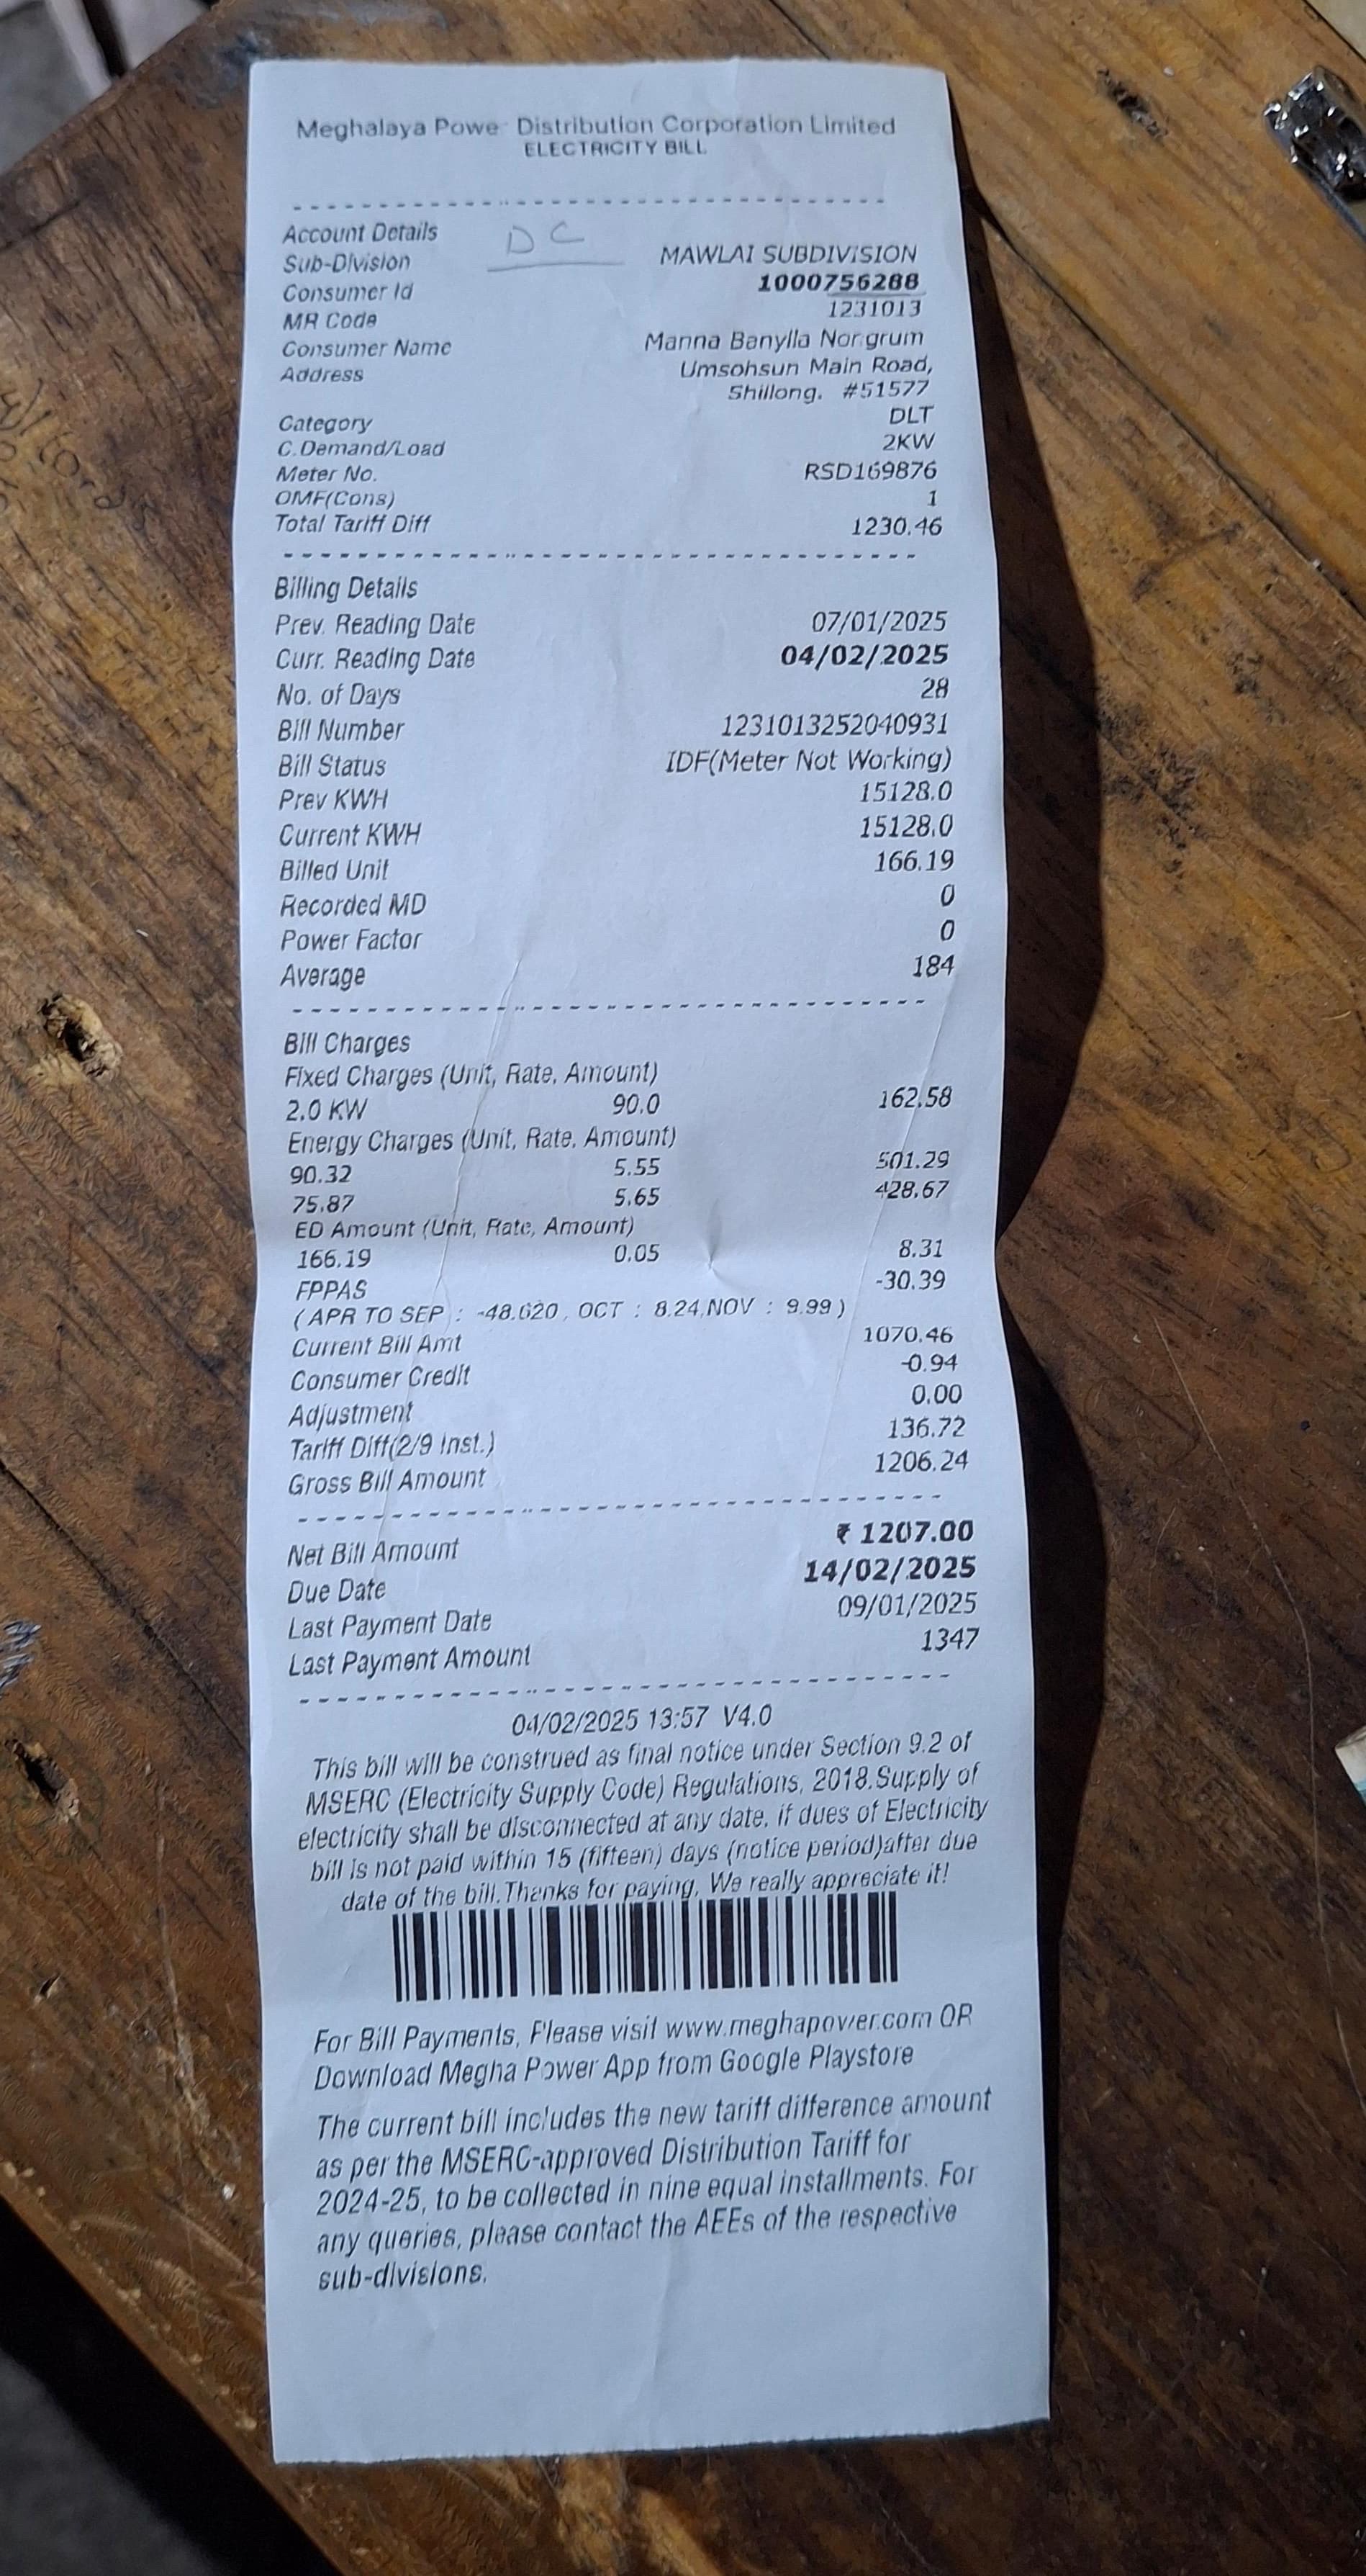 Meghalaya Powe Distribution Corporation Limited
ELECTRICITY BILL
Account Details
DC
Sub-Division MAWLAI SUBDIVISION
Consumer Id 1000756288
MR Code 1231013
Consumer Name Manna Banylla Nongrum
Address Umsohsun Main Road,
Shillong. #51577
Category DLT
C.Demand/Load 2KW
Meter No. RSD169876
OMF(Cons) 1
Total Tariff Diff 1230.46
Billing Details
Prev. Reading Date 07/01/2025
Curr. Reading Date 04/02/2025
No. of Days 28
Bill Number 1231013252040931
Bill Status IDF(Meter Not Working)
Prev KWH 15128.0
Current KWH 15128.0
Billed Unit 166.19
Recorded MD 0
Power Factor 0
Average 184
Bill Charges
Fixed Charges (Unit, Rate, Amount)
2.0 KW 90.0 162.58
Energy Charges (Unit, Rate, Amount)
90.32 5.55 501.29
75.87 5.65 428.67
ED Amount (Unit, Rate, Amount)
166.19 0.05 8.31
FPPAS -30.39
( APR TO SEP : -48.620 , OCT : 8.24,NOV : 9.99 )
Current Bill Amt 1070.46
Consumer Credit -0.94
Adjustment 0.00
Tariff Diff(2/9 Inst.) 136.72
Gross Bill Amount 1206.24
Net Bill Amount ₹ 1207.00
Due Date 14/02/2025
Last Payment Date 09/01/2025
Last Payment Amount 1347
04/02/2025 13:57 V4.0
This bill will be construed as final notice under Section 9.2 of
MSERC (Electricity Supply Code) Regulations, 2018.Supply of
electricity shall be disconnected at any date, if dues of Electricity
bill is not paid within 15 (fifteen) days (notice period)after due
date of the bill.Thanks for paying, We really appreciate it!
For Bill Payments, Please visit www.meghapower.com OR
Download Megha Power App from Google Playstore
The current bill includes the new tariff difference amount
as per the MSERC-approved Distribution Tariff for
2024-25, to be collected in nine equal installments. For
any queries, please contact the AEEs of the respective
sub-divisions.